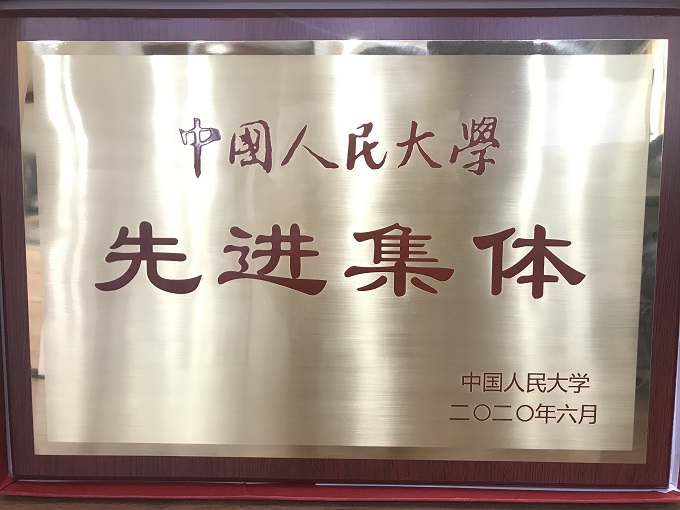 中國人民大學
先进集体
中国人民大学
二〇二〇年六月